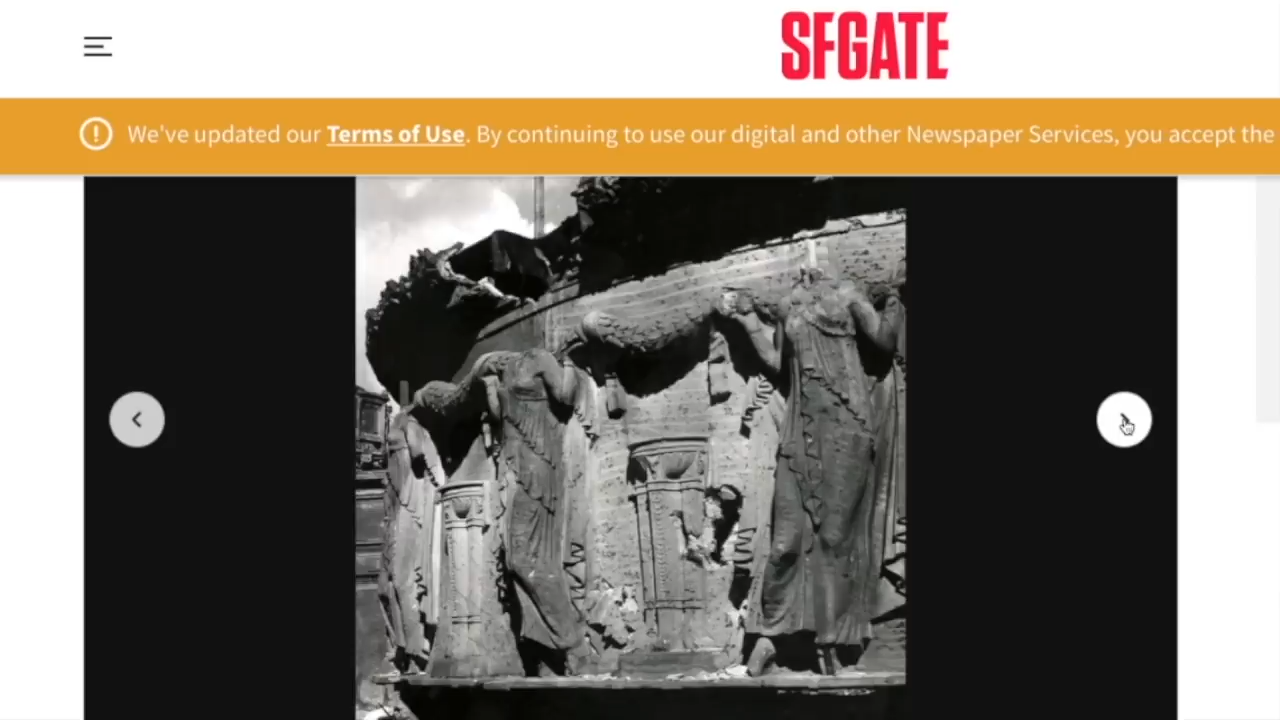 SFGATE
We've updated our Terms of Use. By continuing to use our digital and other Newspaper Services, you accept the